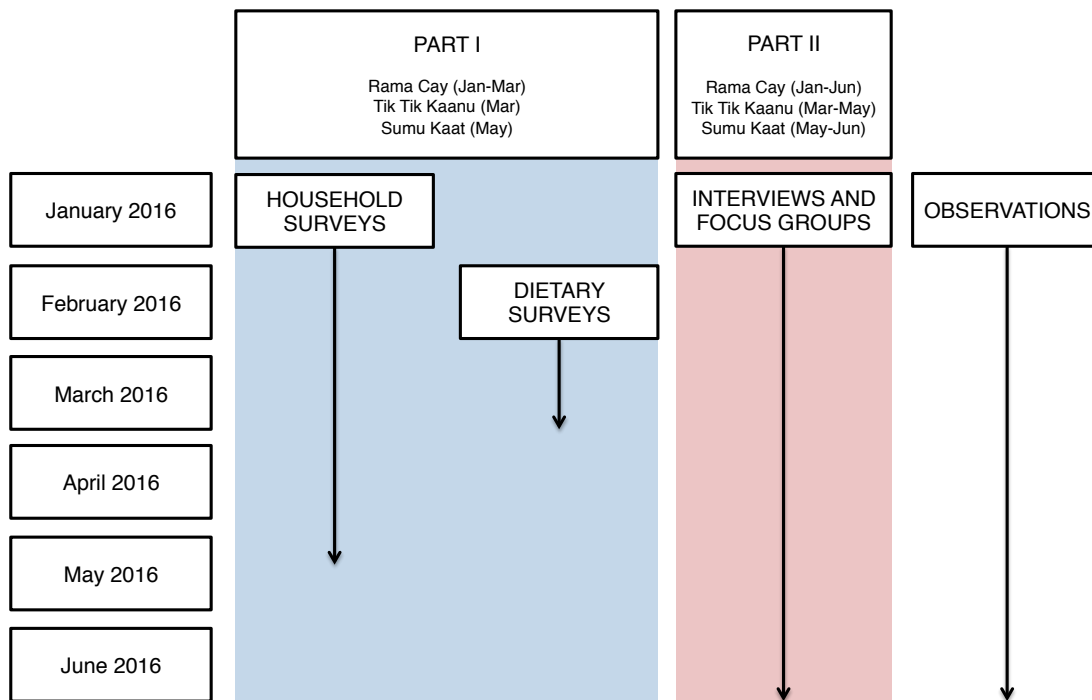 PART I
Rama Cay (Jan-Mar)
Tik Tik Kaanu (Mar)
Sumu Kaat (May)
PART II
Rama Cay (Jan-Jun)
Tik Tik Kaanu (Mar-May)
Sumu Kaat (May-Jun)
January 2016
HOUSEHOLD
SURVEYS
INTERVIEWS AND
FOCUS GROUPS
OBSERVATIONS
February 2016
DIETARY
SURVEYS
March 2016
April 2016
May 2016
June 2016